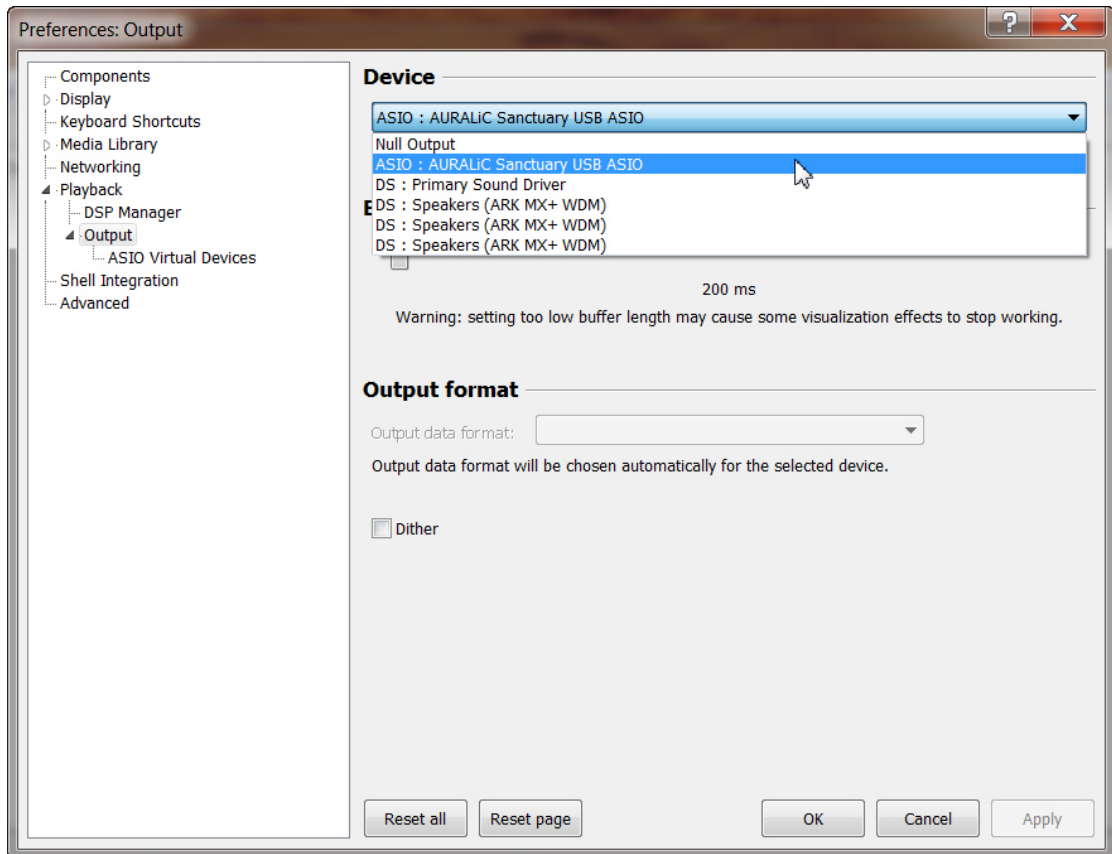 Preferences: Output
?
X
Components
Display
Keyboard Shortcuts
Media Library
Networking
Playback
DSP Manager
Output
ASIO Virtual Devices
Shell Integration
Advanced
Device
ASIO : AURALiC Sanctuary USB ASIO
Null Output
ASIO : AURALiC Sanctuary USB ASIO
DS : Primary Sound Driver
DS : Speakers (ARK MX+ WDM)
DS : Speakers (ARK MX+ WDM)
DS : Speakers (ARK MX+ WDM)
200 ms
Warning: setting too low buffer length may cause some visualization effects to stop working.
Output format
Output data format:
Output data format will be chosen automatically for the selected device.
Dither
Reset all
Reset page
OK
Cancel
Apply